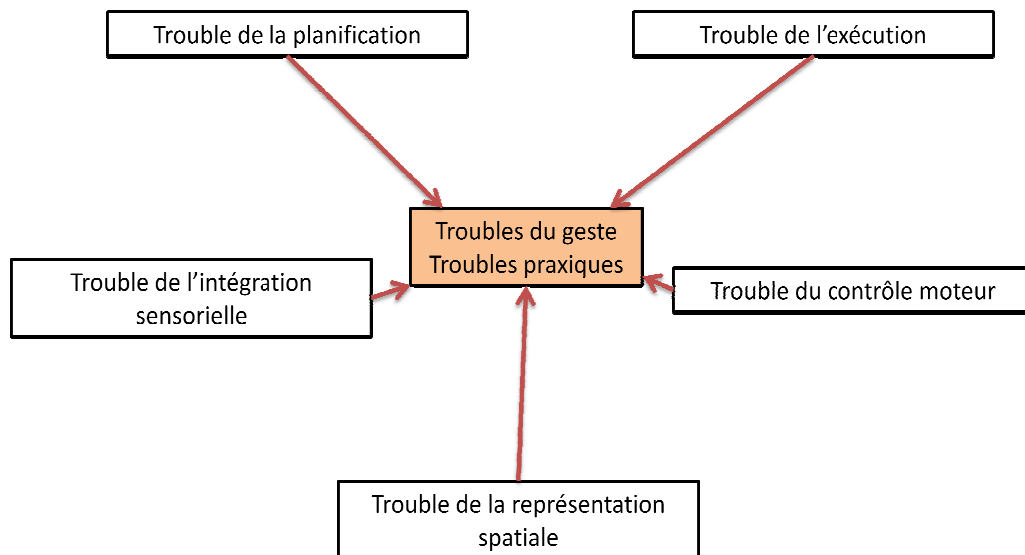 Trouble de la planification
Trouble de l'exécution
Troubles du geste
Troubles praxiques
Trouble de l'intégration
sensorielle
Trouble du contrôle moteur
Trouble de la représentation
spatiale